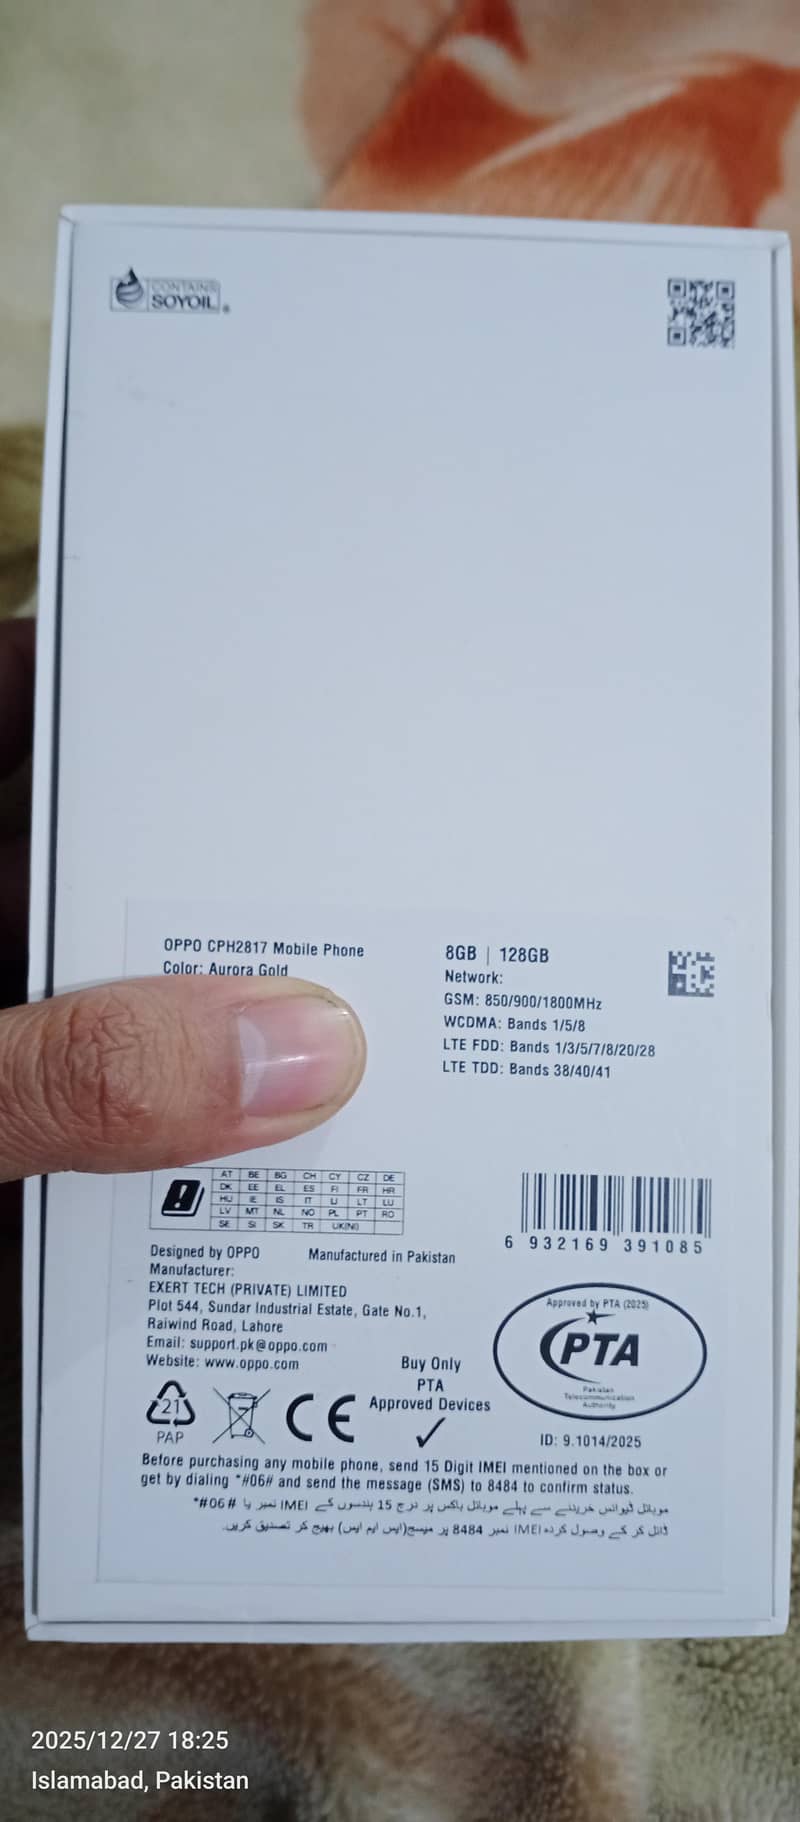 CONTAINS
SOYOIL
OPPO CPH2817 Mobile Phone
Color: Aurora Gold
8GB | 128GB
Network:
GSM: 850/900/1800MHz
WCDMA: Bands 1/5/8
LTE FDD: Bands 1/3/5/7/8/20/28
LTE TDD: Bands 38/40/41
AT BE BG CH CY CZ DE
DK EE EL ES FI FR HR
HU IE IS IT LI LT LU
LV MT NL NO PL PT RO
SE SI SK TR UK(NI)
6 932169 391085
Designed by OPPO Manufactured in Pakistan
Manufacturer:
EXERT TECH (PRIVATE) LIMITED
Plot 544, Sundar Industrial Estate, Gate No.1,
Raiwind Road, Lahore
Email: support.pk@oppo.com
Website: www.oppo.com
Buy Only
PTA
Approved Devices
Approved by PTA (2025)
PTA
Pakistan
Telecommunication
Authority
ID: 9.1014/2025
21
PAP
CE
Before purchasing any mobile phone, send 15 Digit IMEI mentioned on the box or
get by dialing *#06# and send the message (SMS) to 8484 to confirm status.
موبائل ڈیوائس خریدنے سے پہلے موبائل باکس پر درج 15 ہندسوں کے IMEI نمبر یا #06#*
ڈائل کر کے وصول کردہ IMEI نمبر 8484 پر میسج(ایس ایم ایس) بھیج کر تصدیق کریں.
2025/12/27 18:25
Islamabad, Pakistan